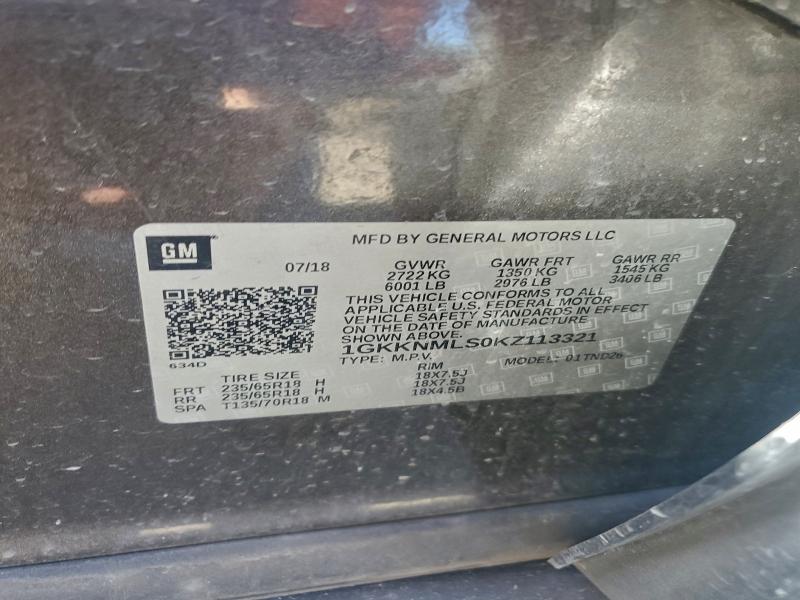 GM
MFD BY GENERAL MOTORS LLC
07/18
GVWR GAWR FRT GAWR RR
2722 KG 1350 KG 1545 KG
6001 LB 2976 LB 3406 LB
THIS VEHICLE CONFORMS TO ALL
APPLICABLE U.S. FEDERAL MOTOR
VEHICLE SAFETY STANDARDS IN EFFECT
ON THE DATE OF MANUFACTURE
SHOWN ABOVE.
1GKKNMLS0KZ113321
634D
TYPE: M.P.V. MODEL: 01TND26
TIRE SIZE RIM
FRT 235/65R18 H 18X7.5J
RR 235/65R18 H 18X7.5J
SPA T135/70R18 M 18X4.5B